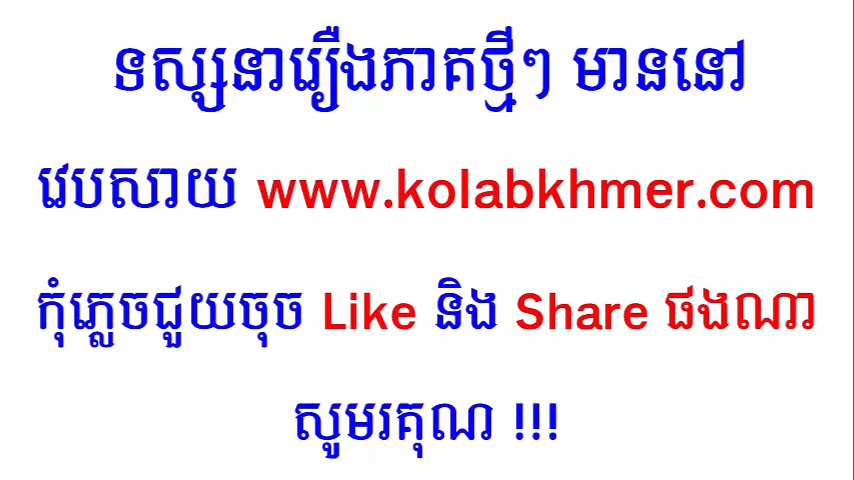 ទស្សនារឿងភាគថ្មីៗ មាននៅ
វេបសាយ www.kolabkhmer.com
កុំភ្លេចជួយចុច Like និង Share ផងណា
សូមរគុណ !!!